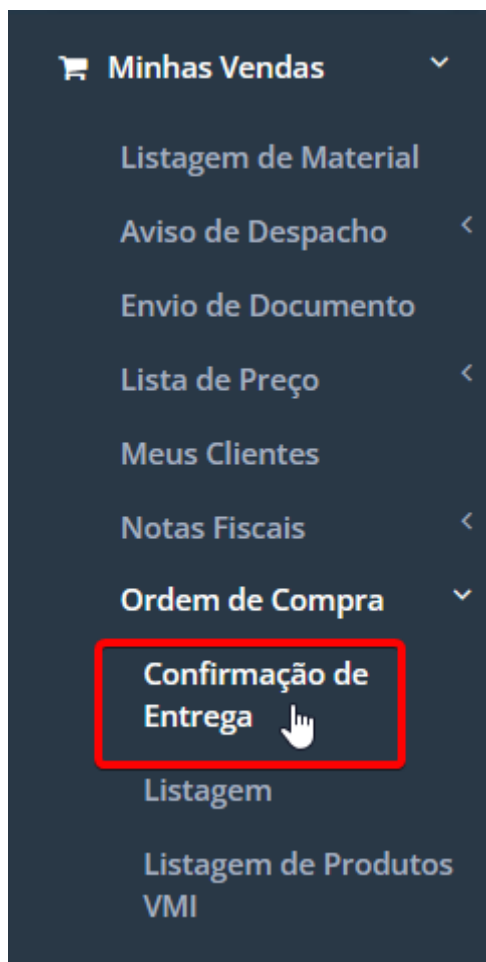 Minhas Vendas
Listagem de Material
Aviso de Despacho
Envio de Documento
Lista de Preço
Meus Clientes
Notas Fiscais
Ordem de Compra
Confirmação de
Entrega
Listagem
Listagem de Produtos
VMI